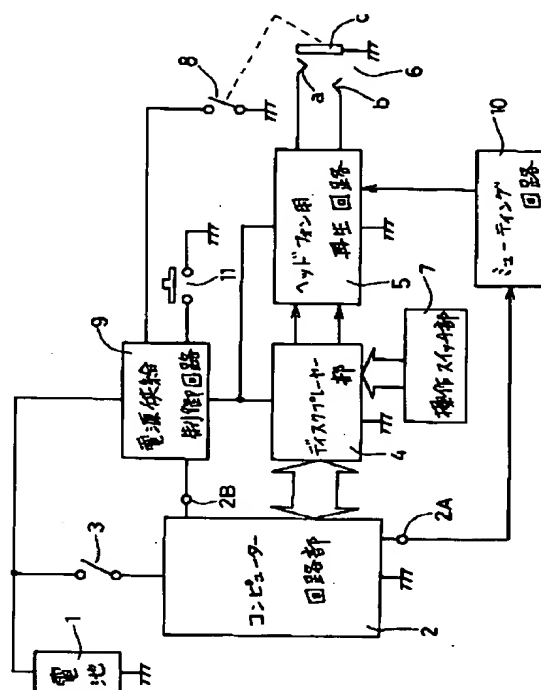 電池
1
3
コンピューター
回路部
2
2A
2B
電源供給
制御回路
9
11
8
ディスクプレーヤー
部
4
操作スイッチ部
7
ヘッドフォン用
再生回路
5
a
b
c
6
ミューティング
回路
10